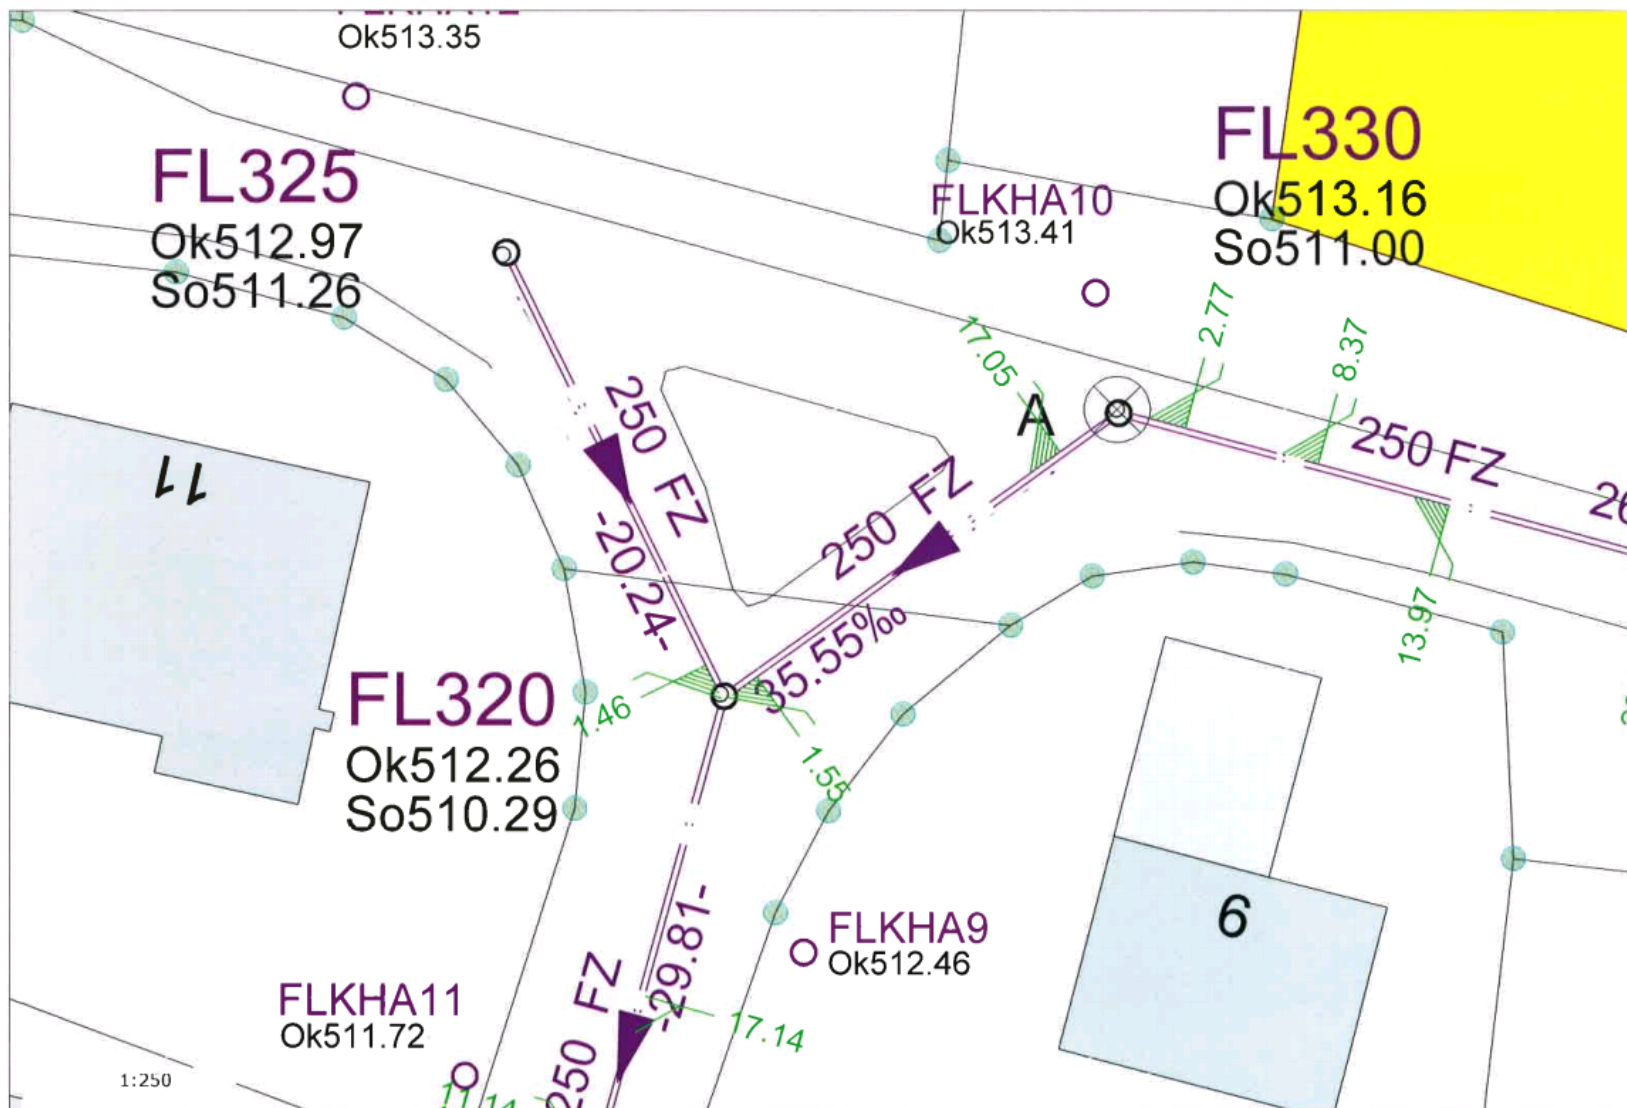 Ok513.35
FL325
Ok512.97
So511.26
FLKHA10
Ok513.41
FL330
Ok513.16
So511.00
2.77
8.37
17.05
A
250 FZ
250 FZ
250 FZ
-20.24-
35.55‰
13.97
11
FL320
Ok512.26
So510.29
1.46
1.55
6
FLKHA9
Ok512.46
-29.81-
250 FZ
17.14
FLKHA11
Ok511.72
1:250
11.14